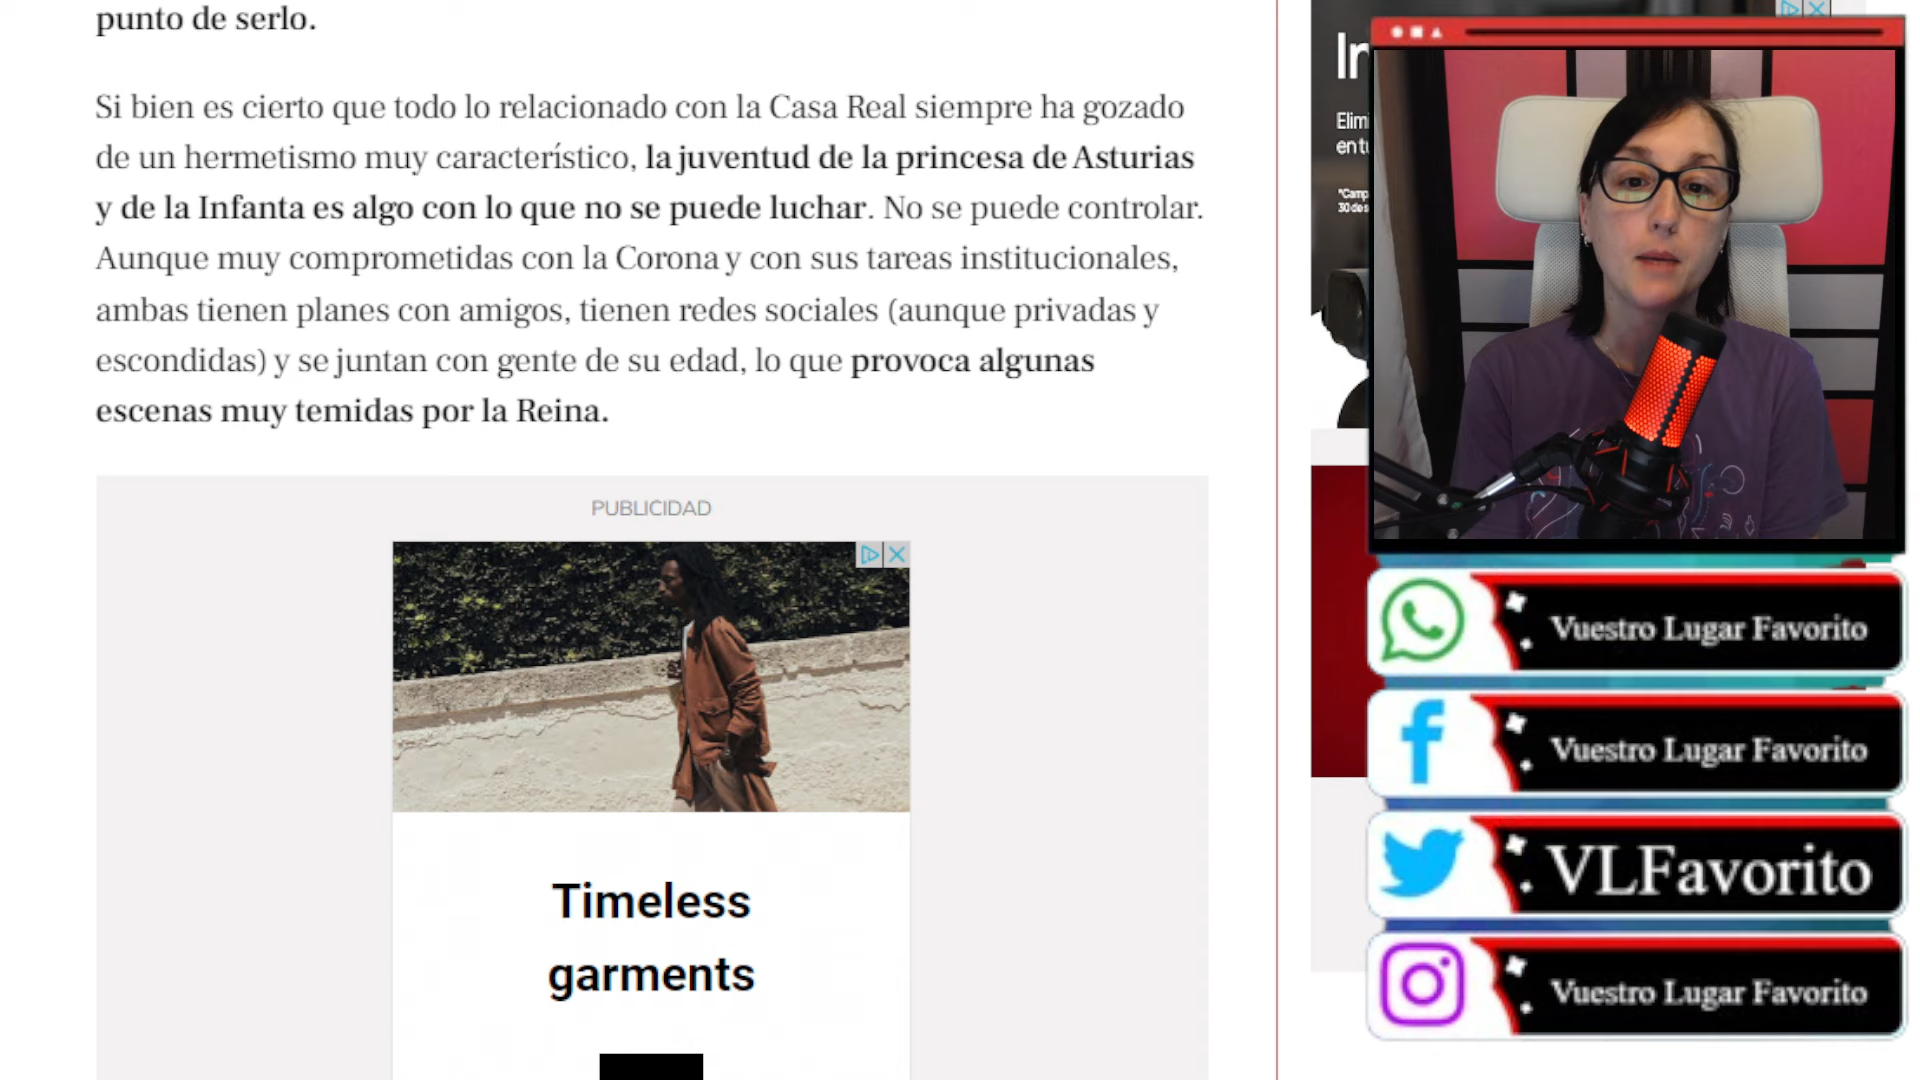 punto de serlo.
Si bien es cierto que todo lo relacionado con la Casa Real siempre ha gozado
de un hermetismo muy característico, la juventud de la princesa de Asturias
y de la Infanta es algo con lo que no se puede luchar. No se puede controlar.
Aunque muy comprometidas con la Corona y con sus tareas institucionales,
ambas tienen planes con amigos, tienen redes sociales (aunque privadas y
escondidas) y se juntan con gente de su edad, lo que provoca algunas
escenas muy temidas por la Reina.
PUBLICIDAD
Timeless
garments
Vuestro Lugar Favorito
Vuestro Lugar Favorito
VLFavorito
Vuestro Lugar Favorito